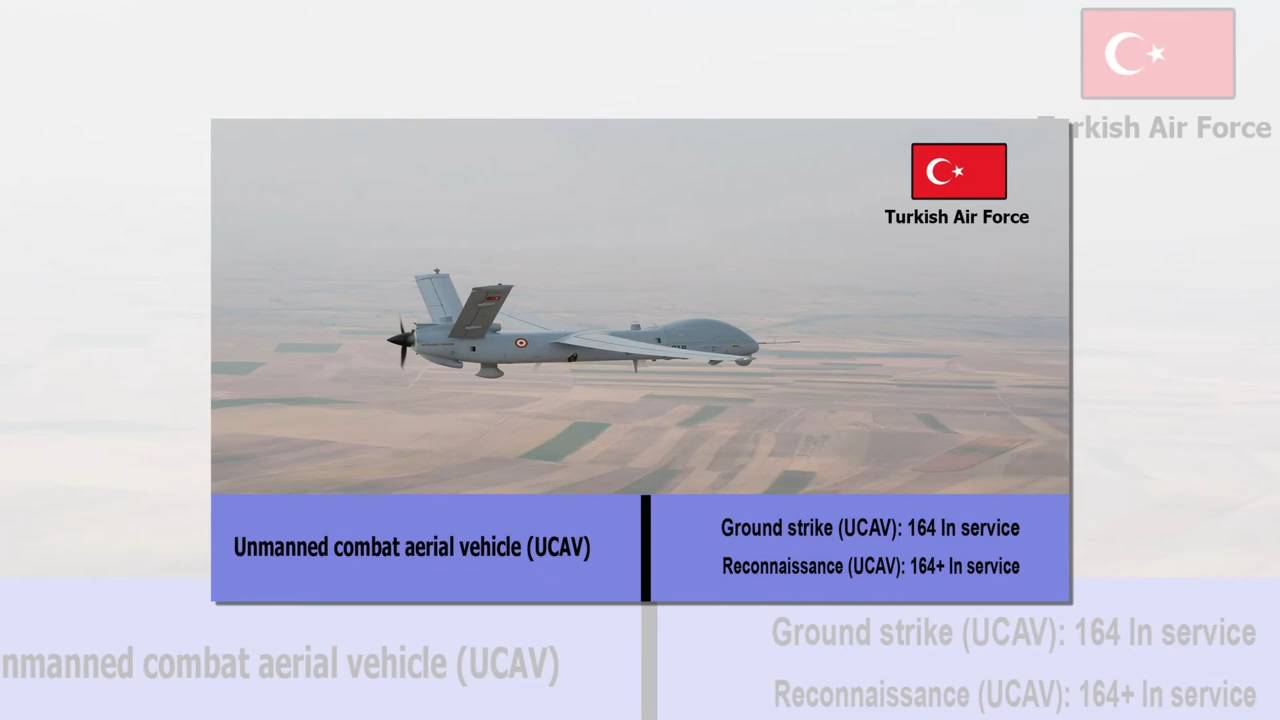 Turkish Air Force
Turkish Air Force
Unmanned combat aerial vehicle (UCAV)
Ground strike (UCAV): 164 In service
Reconnaissance (UCAV): 164+ In service
nmanned combat aerial vehicle (UCAV)
Ground strike (UCAV): 164 In service
Reconnaissance (UCAV): 164+ In service